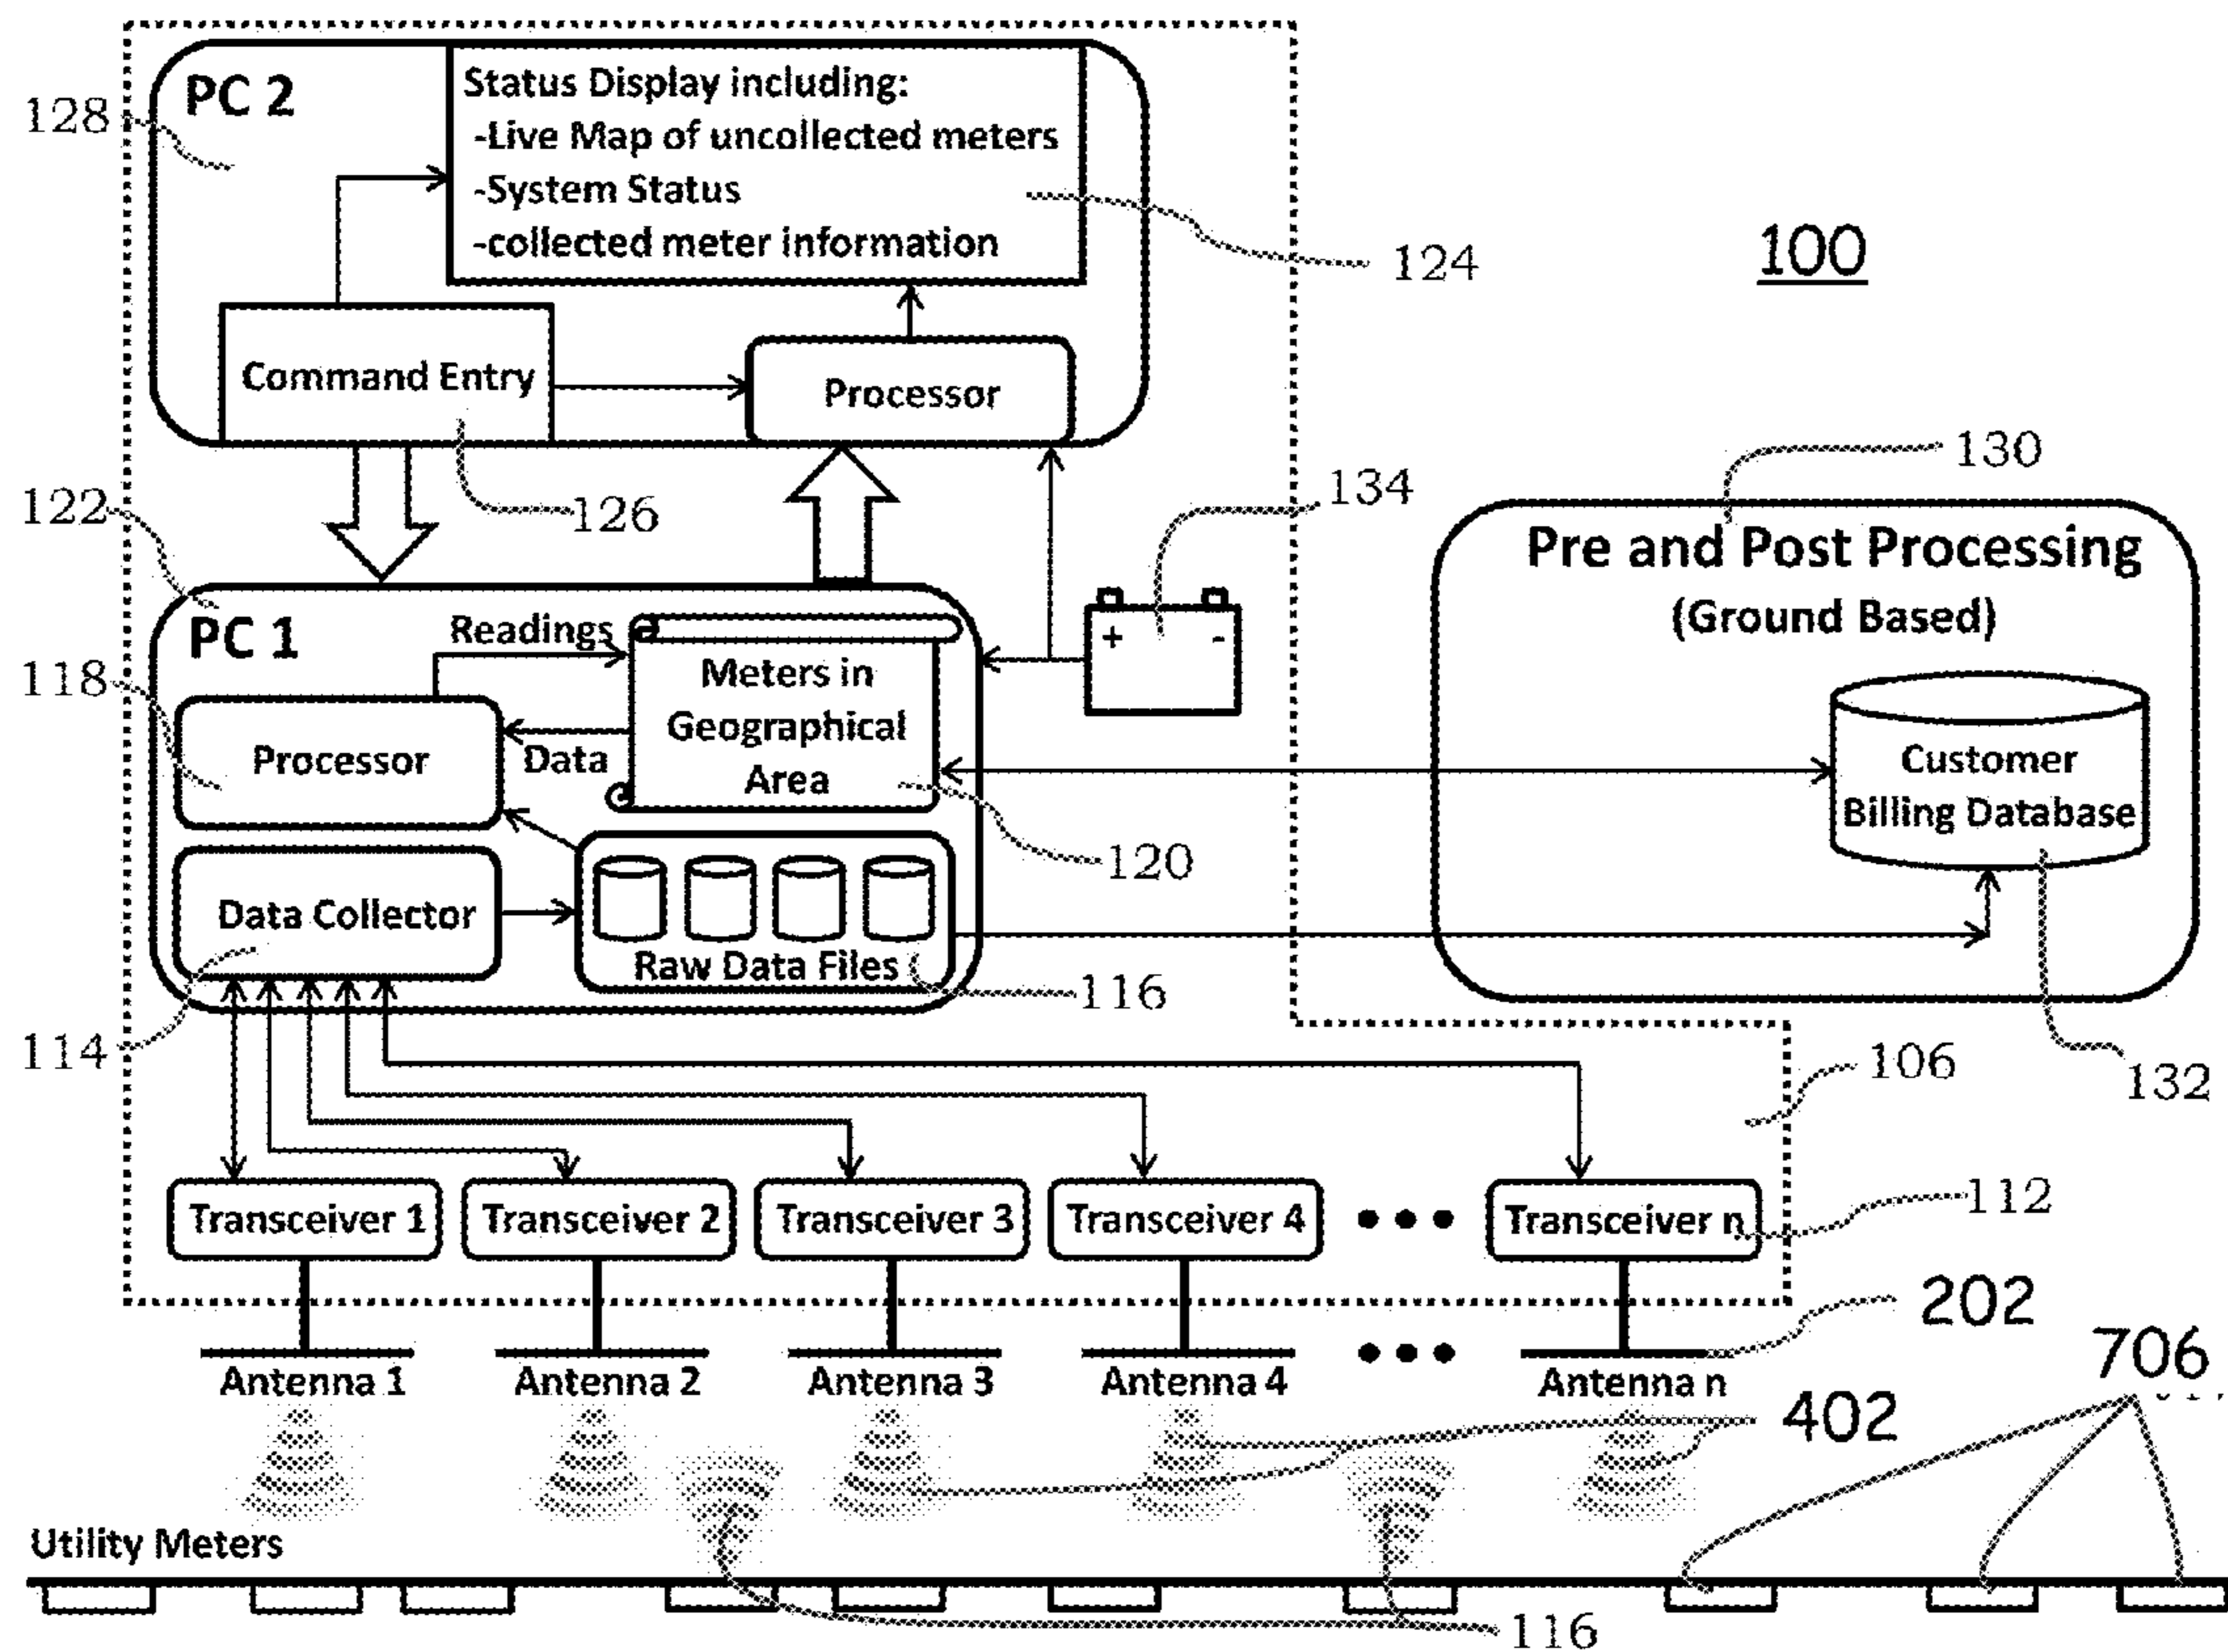 PC 2
Status Display including:
-Live Map of uncollected meters
-System Status
-collected meter information
128
124
100
Command Entry
Processor
130
134
126
122
Pre and Post Processing
(Ground Based)
PC 1
Readings
+ -
Meters in
Geographical
Area
118
Processor
Data
Customer
Billing Database
120
Data Collector
Raw Data Files
116
114
106
132
Transceiver 1
Transceiver 2
Transceiver 3
Transceiver 4
•••
Transceiver n
112
202
706
•••
Antenna 1
Antenna 2
Antenna 3
Antenna 4
Antenna n
402
Utility Meters
116